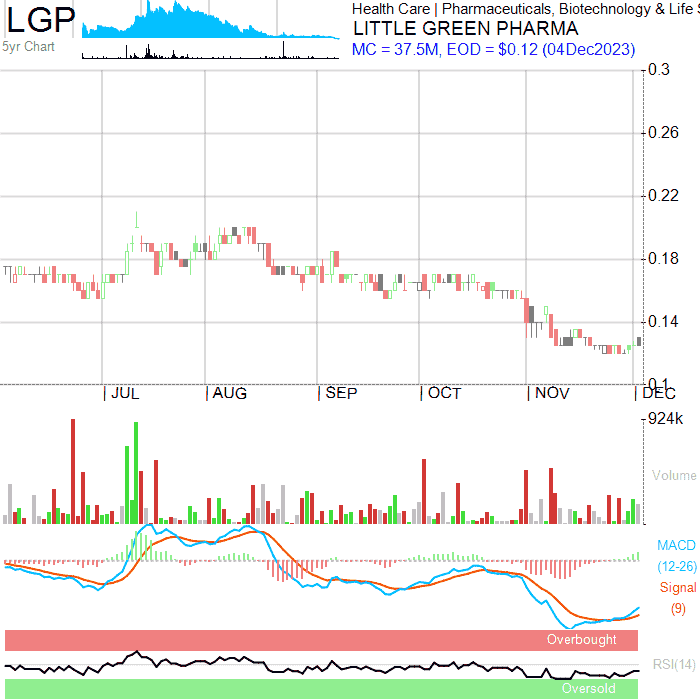 LGP
5yr Chart
Health Care | Pharmaceuticals, Biotechnology & Life S
LITTLE GREEN PHARMA
MC = 37.5M, EOD = $0.12 (04Dec2023)
0.3
0.26
0.22
0.18
0.14
0.1
JUL AUG SEP OCT NOV DEC
924k
Volume
MACD
(12-26)
Signal
(9)
Overbought
RSI(14)
Oversold